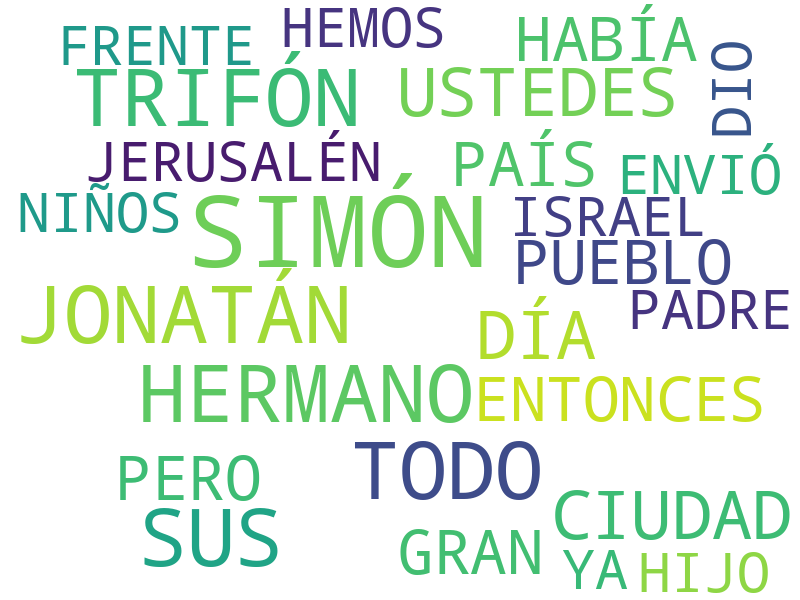 FRENTE HEMOS HABÍA DIO
TRIFÓN USTEDES
JERUSALÉN PAÍS ENVIÓ
NIÑOS SIMÓN ISRAEL
PUEBLO
JONATÁN DÍA PADRE
HERMANO ENTONCES
PERO TODO
SUS CIUDAD
GRAN YA HIJO